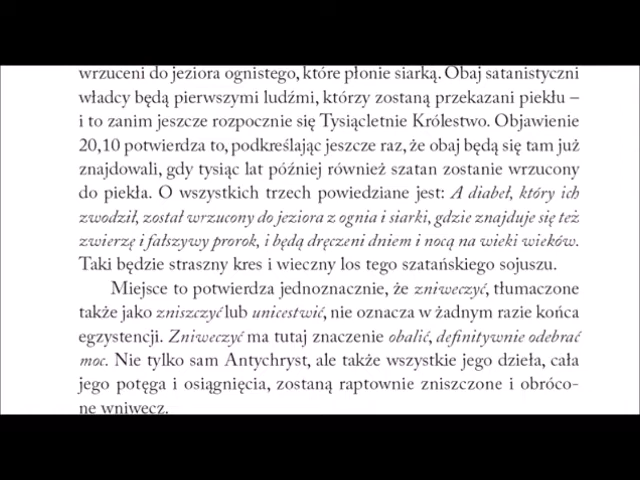 wrzuceni do jeziora ognistego, które płonie siarką. Obaj satanistyczni
władcy będą pierwszymi ludźmi, którzy zostaną przekazani piekłu –
i to zanim jeszcze rozpocznie się Tysiącletnie Królestwo. Objawienie
20,10 potwierdza to, podkreślając jeszcze raz, że obaj będą się tam już
znajdowali, gdy tysiąc lat później również szatan zostanie wrzucony
do piekła. O wszystkich trzech powiedziane jest: A diabeł, który ich
zwodził, został wrzucony do jeziora z ognia i siarki, gdzie znajduje się też
zwierzę i fałszywy prorok, i będą dręczeni dniem i nocą na wieki wieków.
Taki będzie straszny kres i wieczny los tego szatańskiego sojuszu.
Miejsce to potwierdza jednoznacznie, że zniweczyć, tłumaczone
także jako zniszczyć lub unicestwić, nie oznacza w żadnym razie końca
egzystencji. Zniweczyć ma tutaj znaczenie obalić, definitywnie odebrać
moc. Nie tylko sam Antychryst, ale także wszystkie jego dzieła, cała
jego potęga i osiągnięcia, zostaną raptownie zniszczone i obróco-
ne wniwecz.